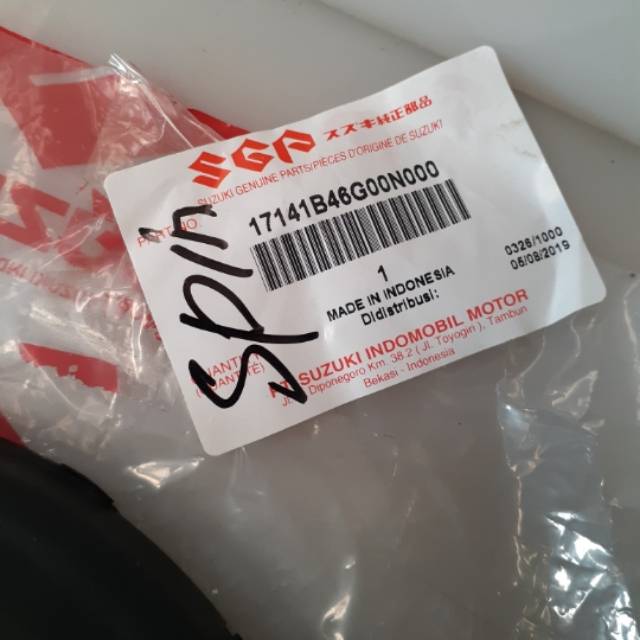 SGP スズキ純正部品
SUZUKI GENUINE PARTS/PIECES D'ORIGINE DE SUZUKI
PART NO.
17141B46G00N000
1
MADE IN INDONESIA
Didistribusi:
0326/1000
05/08/2019
QUANTITY
(QUANTITE)
PT SUZUKI INDOMOBIL MOTOR
Jl. Diponegoro Km. 38.2 ( Jl. Toyogiri ), Tambun
Bekasi - Indonesia
Spin